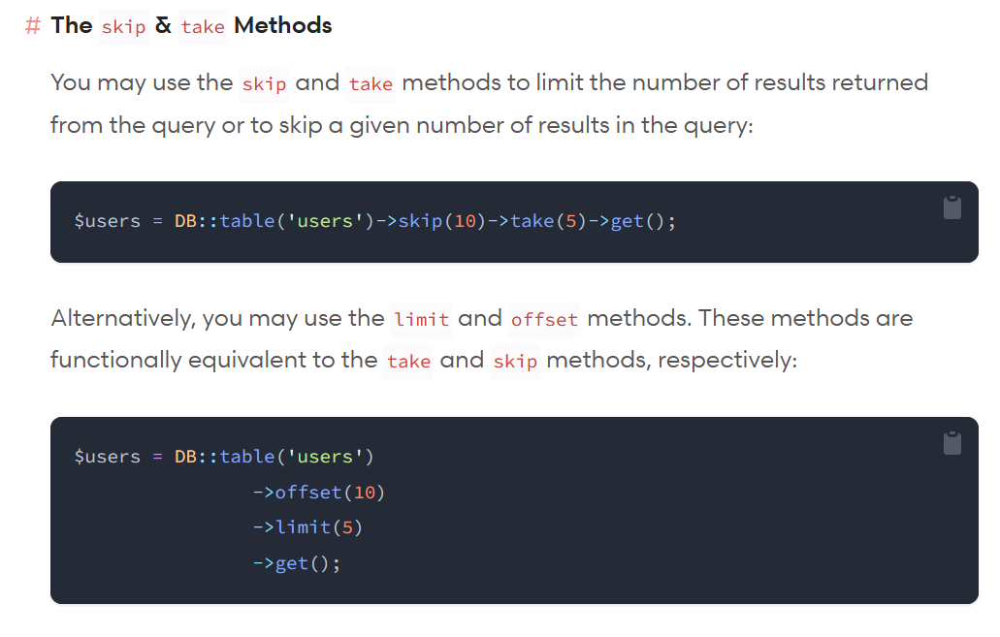 # The skip & take Methods
You may use the skip and take methods to limit the number of results returned
from the query or to skip a given number of results in the query:
$users = DB::table('users')->skip(10)->take(5)->get();
Alternatively, you may use the limit and offset methods. These methods are
functionally equivalent to the take and skip methods, respectively:
$users = DB::table('users')
->offset(10)
->limit(5)
->get();